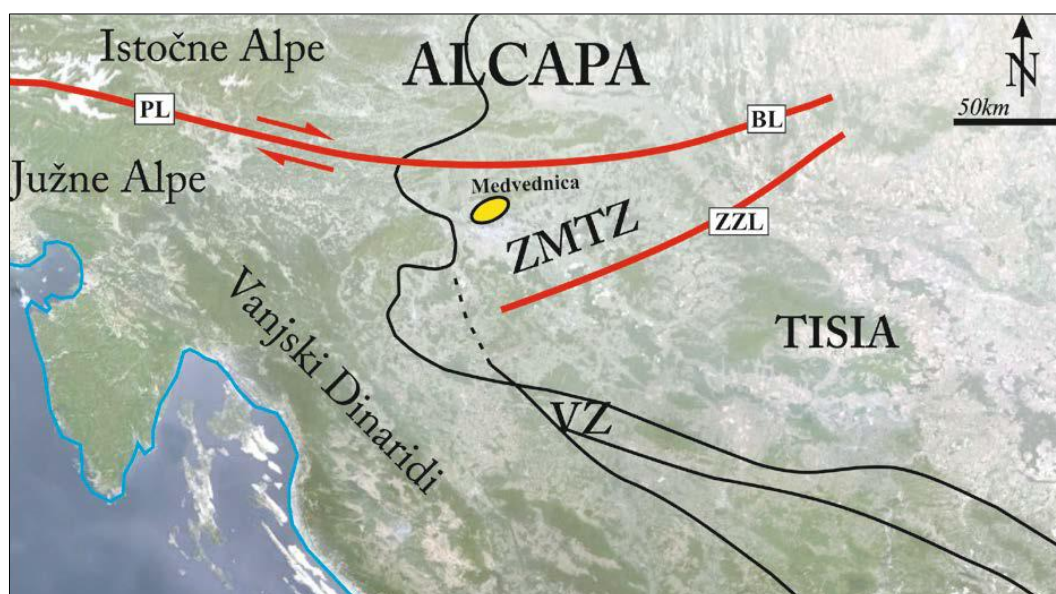 Istočne Alpe
ALCAPA
N
50km
PL
BL
Južne Alpe
Medvednica
ZMTZ
ZZL
Vanjski Dinaridi
TISIA
VZ